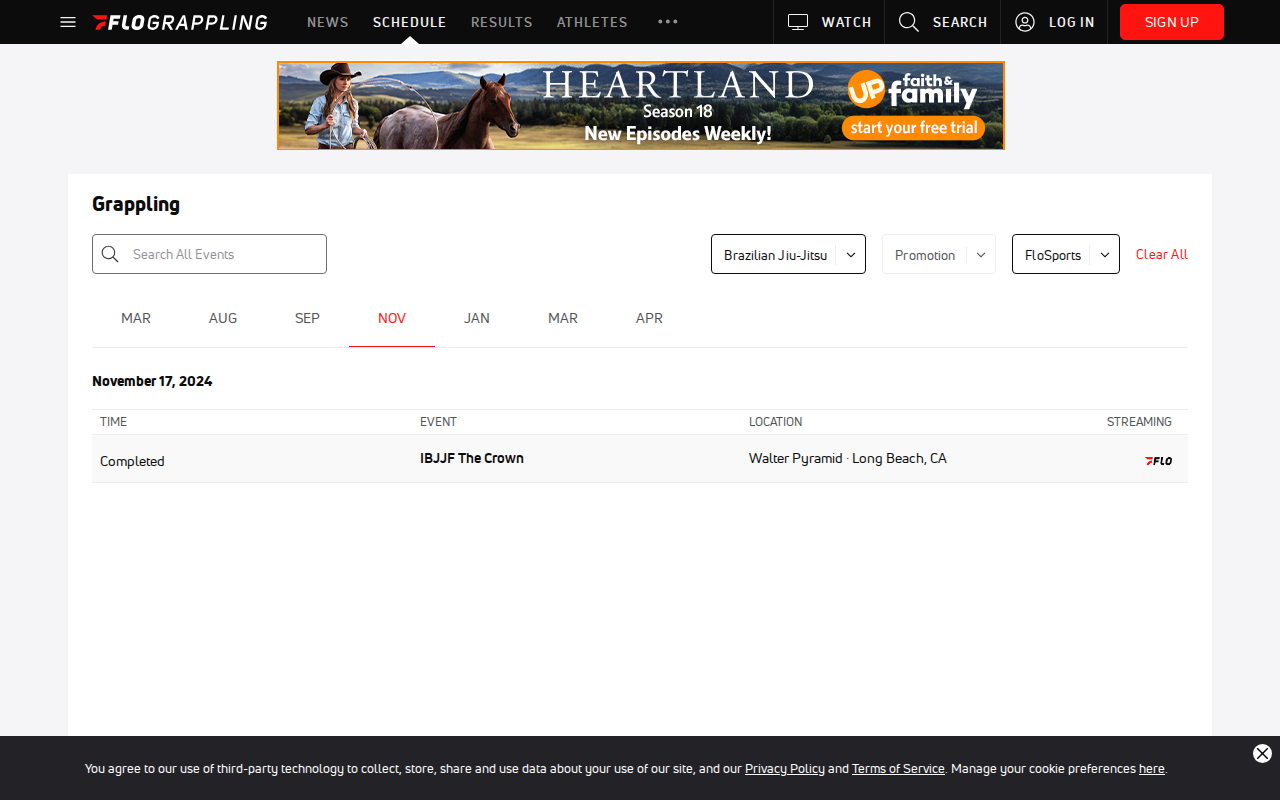 FLOGRAPPLING NEWS SCHEDULE RESULTS ATHLETES WATCH SEARCH LOG IN SIGN UP
HEARTLAND
Season 18
New Episodes Weekly!
UP faith & family
start your free trial
Grappling
Search All Events Brazilian Jiu-Jitsu Promotion FloSports Clear All
MAR AUG SEP NOV JAN MAR APR
November 17, 2024
TIME EVENT LOCATION STREAMING
Completed IBJJF The Crown Walter Pyramid · Long Beach, CA FLO
You agree to our use of third-party technology to collect, store, share and use data about your use of our site, and our Privacy Policy and Terms of Service. Manage your cookie preferences here.